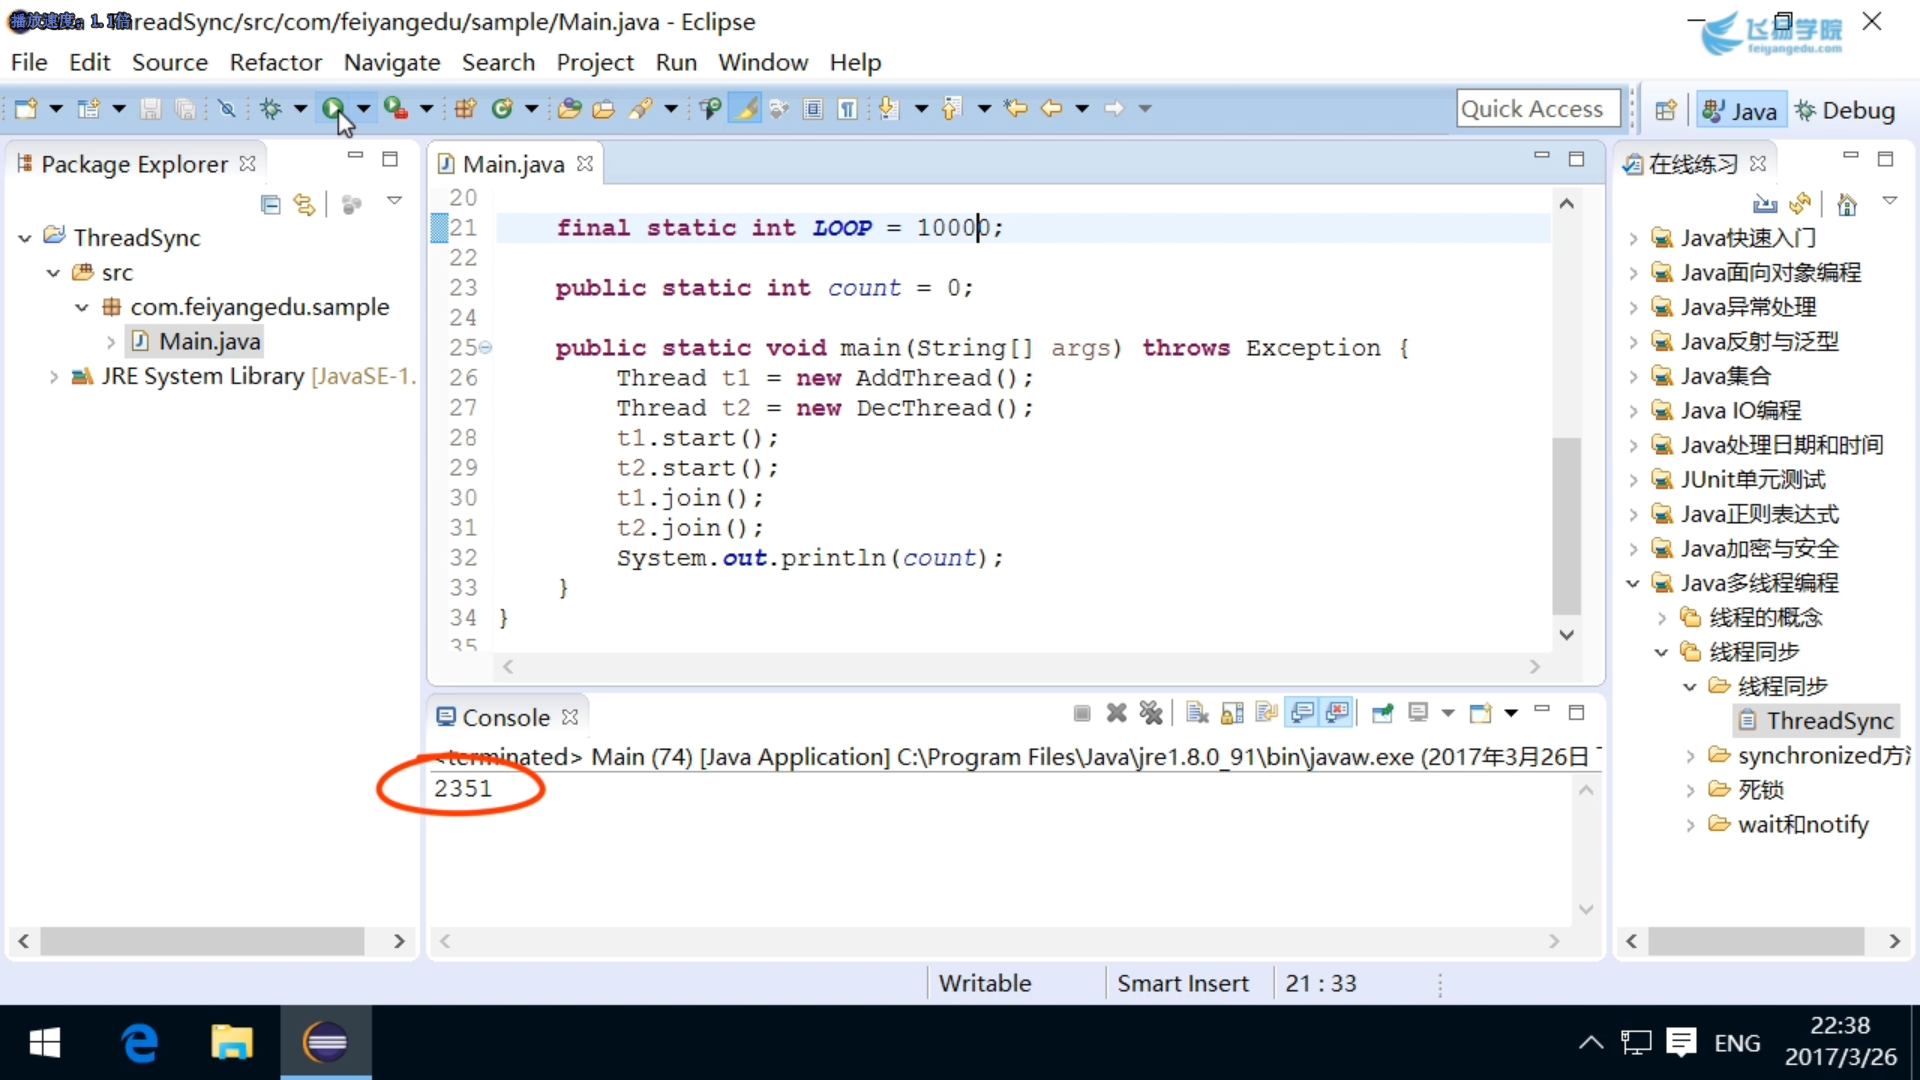 播放速度: 1.1倍
ThreadSync/src/com/feiyangedu/sample/Main.java - Eclipse
飞扬学院
feiyangedu.com
File Edit Source Refactor Navigate Search Project Run Window Help
Quick Access
Java
Debug
Package Explorer
ThreadSync
src
com.feiyangedu.sample
Main.java
JRE System Library [JavaSE-1.
Main.java
20
21 final static int LOOP = 10000;
22
23 public static int count = 0;
24
25 public static void main(String[] args) throws Exception {
26 Thread t1 = new AddThread();
27 Thread t2 = new DecThread();
28 t1.start();
29 t2.start();
30 t1.join();
31 t2.join();
32 System.out.println(count);
33 }
34 }
35
Console
<terminated> Main (74) [Java Application] C:\Program Files\Java\jre1.8.0_91\bin\javaw.exe (2017年3月26日 下
2351
在线练习
Java快速入门
Java面向对象编程
Java异常处理
Java反射与泛型
Java集合
Java IO编程
Java处理日期和时间
JUnit单元测试
Java正则表达式
Java加密与安全
Java多线程编程
线程的概念
线程同步
线程同步
ThreadSync
synchronized方法
死锁
wait和notify
Writable
Smart Insert
21 : 33
ENG
22:38
2017/3/26